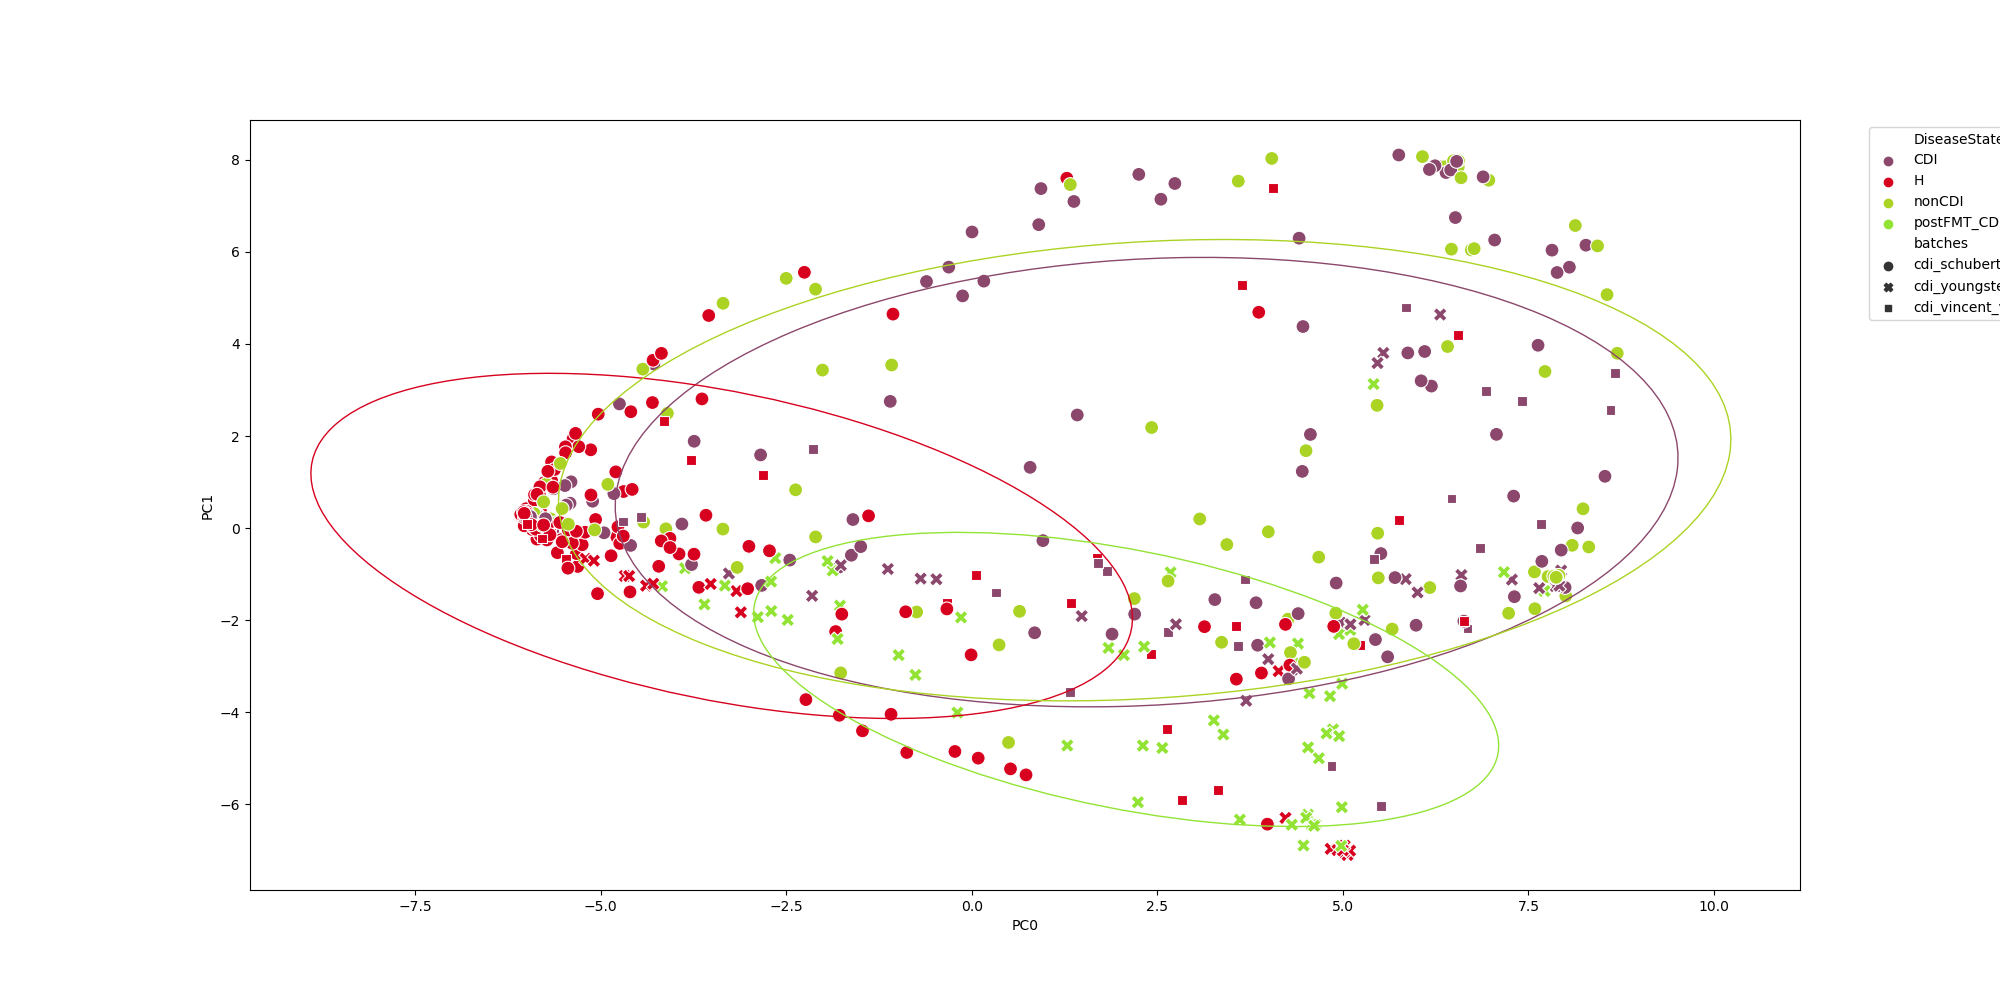 DiseaseState
CDI
H
nonCDI
postFMT_CD
batches
cdi_schubert
cdi_youngste
cdi_vincent_
8
6
4
2
0
−2
−4
−6
PC1
−7.5 −5.0 −2.5 0.0 2.5 5.0 7.5 10.0
PC0